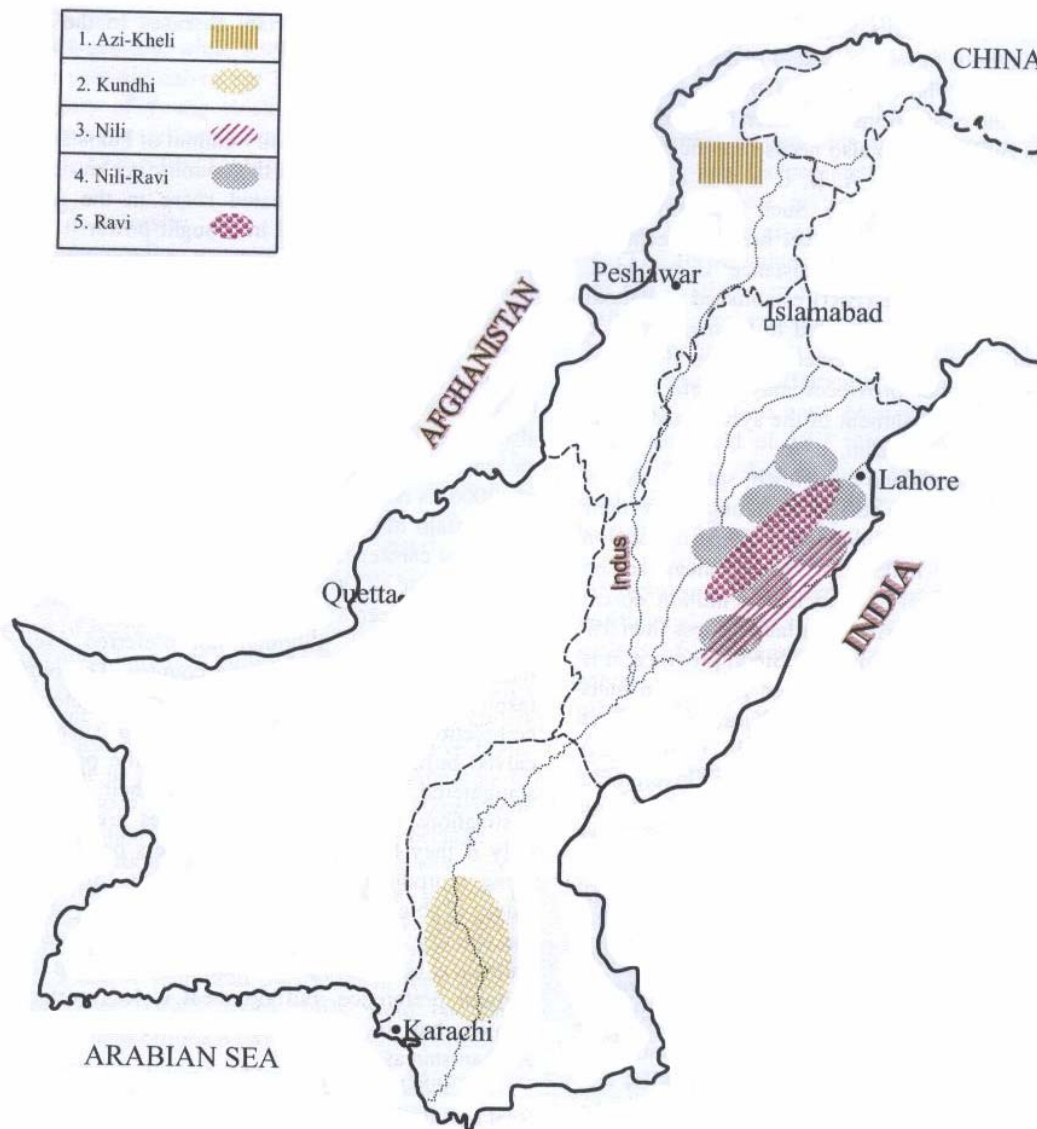 1. Azi-Kheli
2. Kundhi
3. Nili
4. Nili-Ravi
5. Ravi
CHINA
Peshawar
Islamabad
AFGHANISTAN
Lahore
Indus
INDIA
Quetta
Karachi
ARABIAN SEA